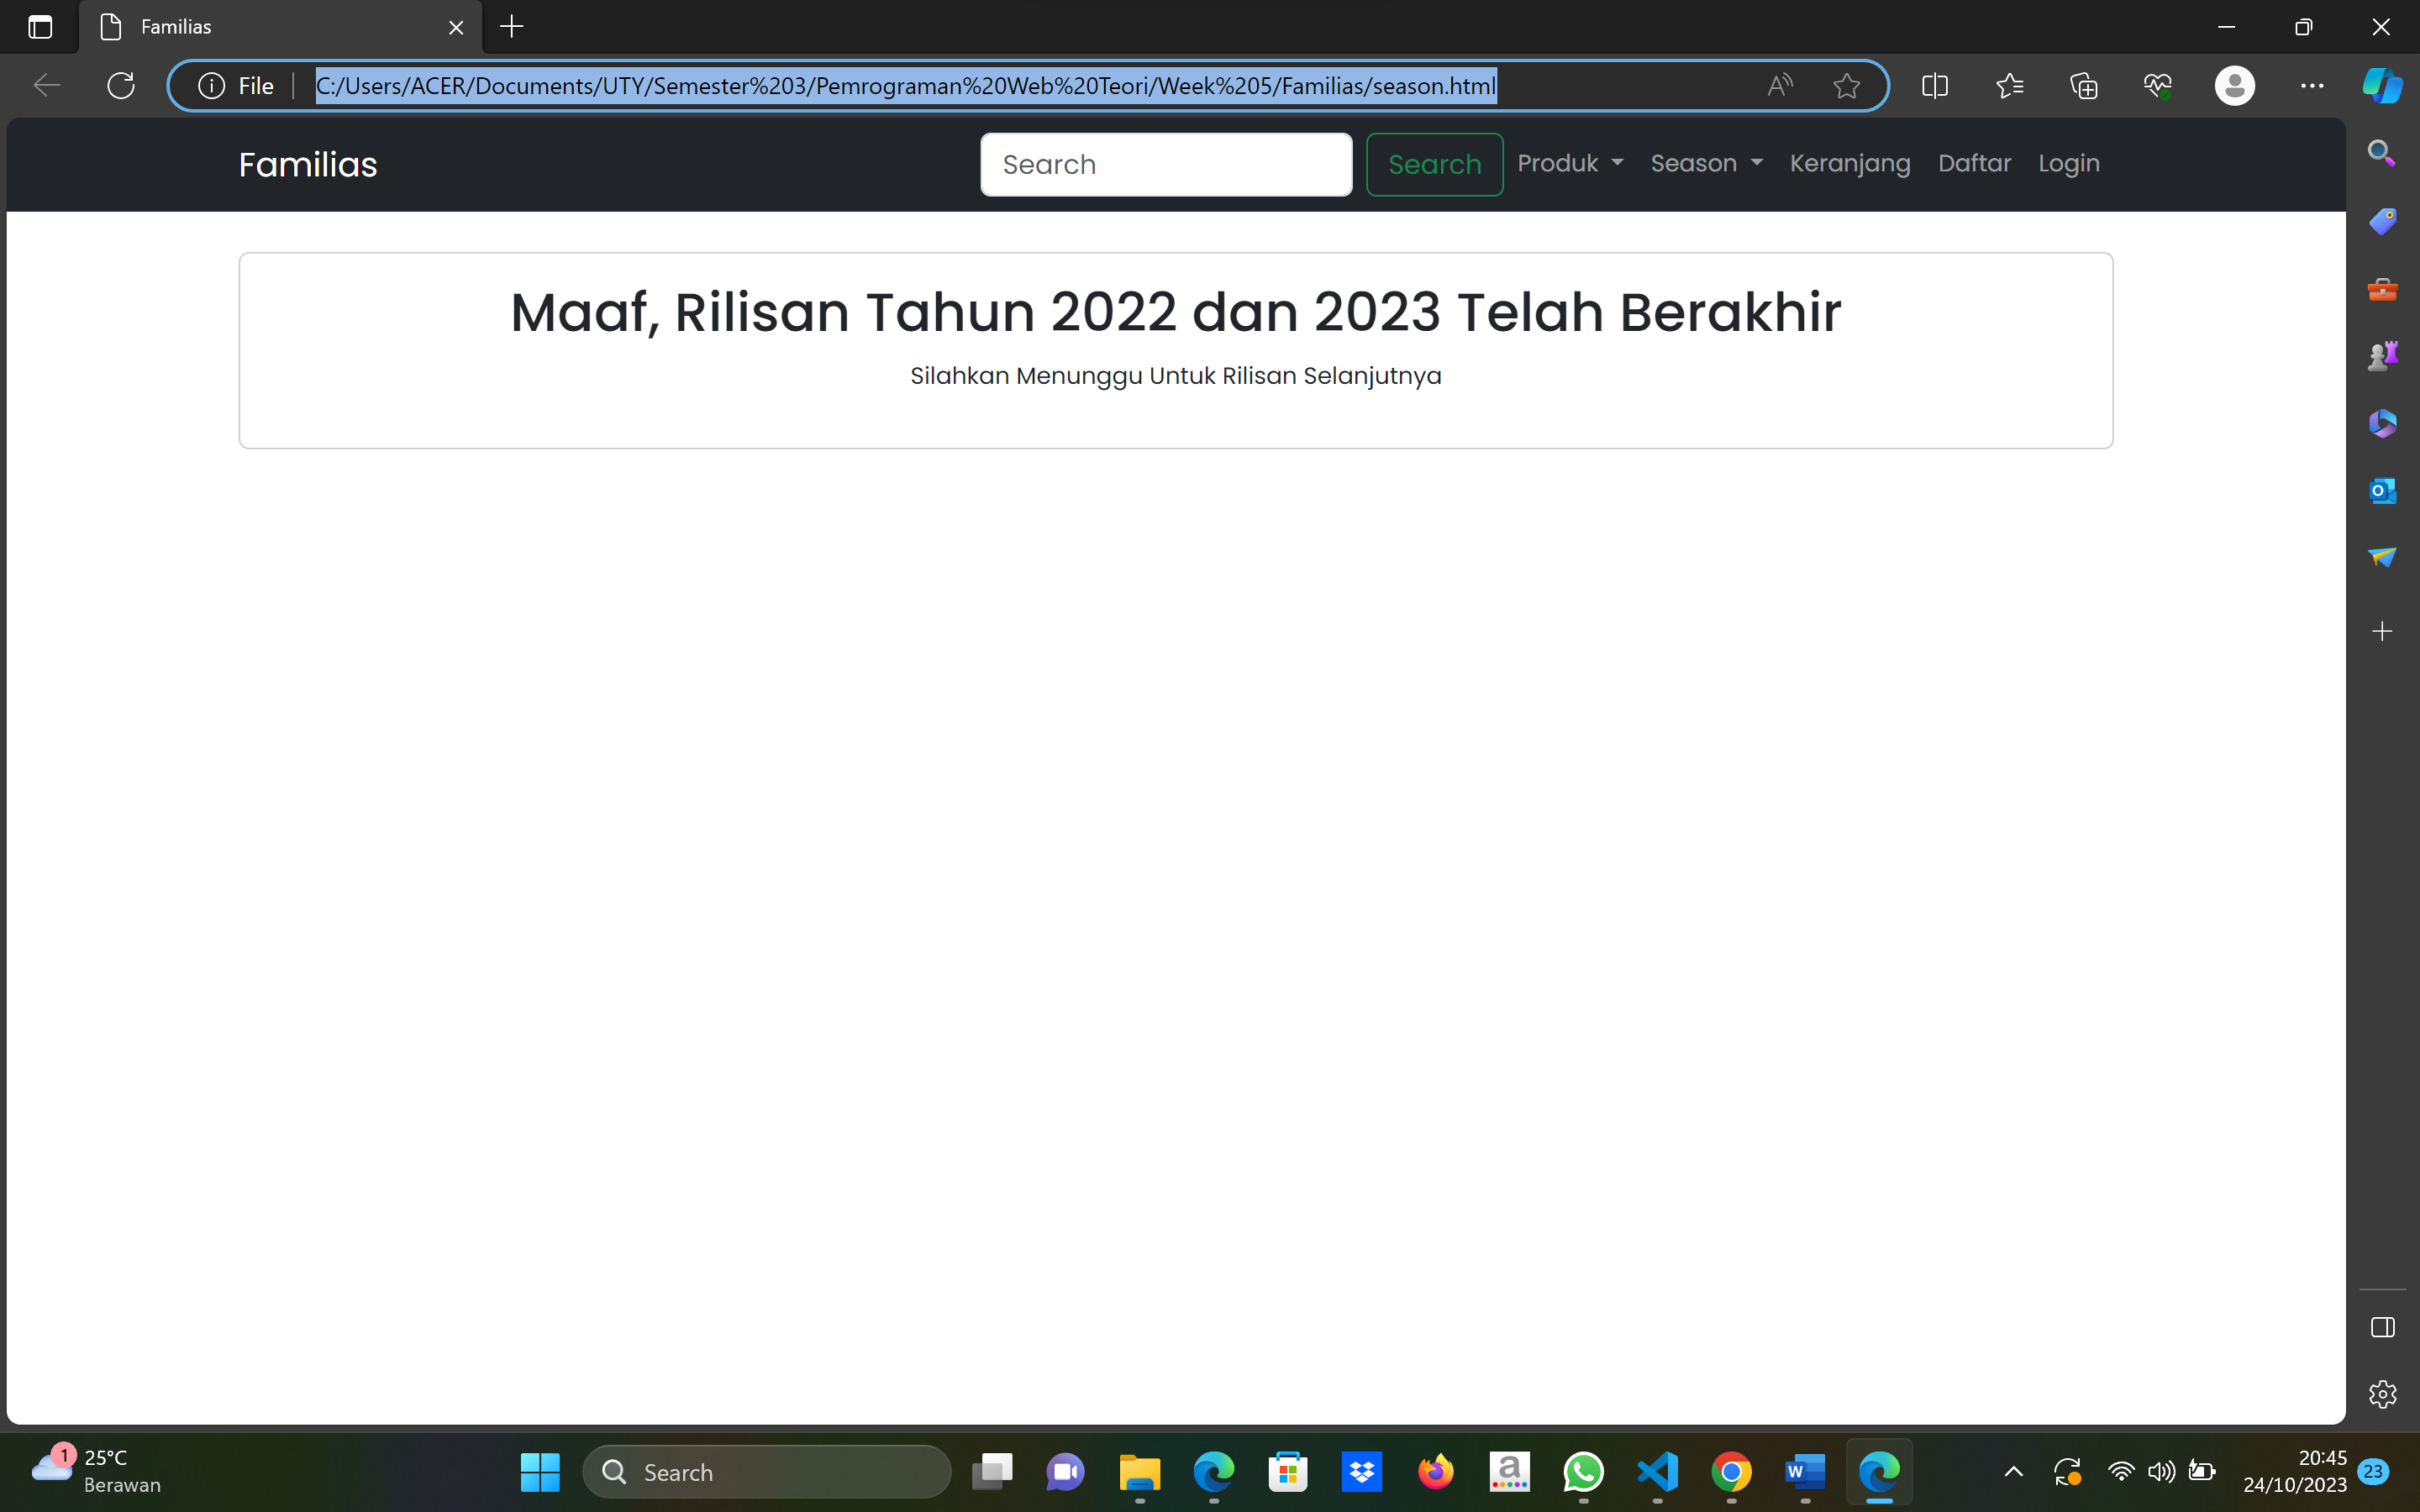 Familias
File
C:/Users/ACER/Documents/UTY/Semester%203/Pemrograman%20Web%20Teori/Week%205/Familias/season.html
Familias
Search
Search
Produk
Season
Keranjang
Daftar
Login
Maaf, Rilisan Tahun 2022 dan 2023 Telah Berakhir
Silahkan Menunggu Untuk Rilisan Selanjutnya
1
25°C
Berawan
Search
20:45
24/10/2023
23